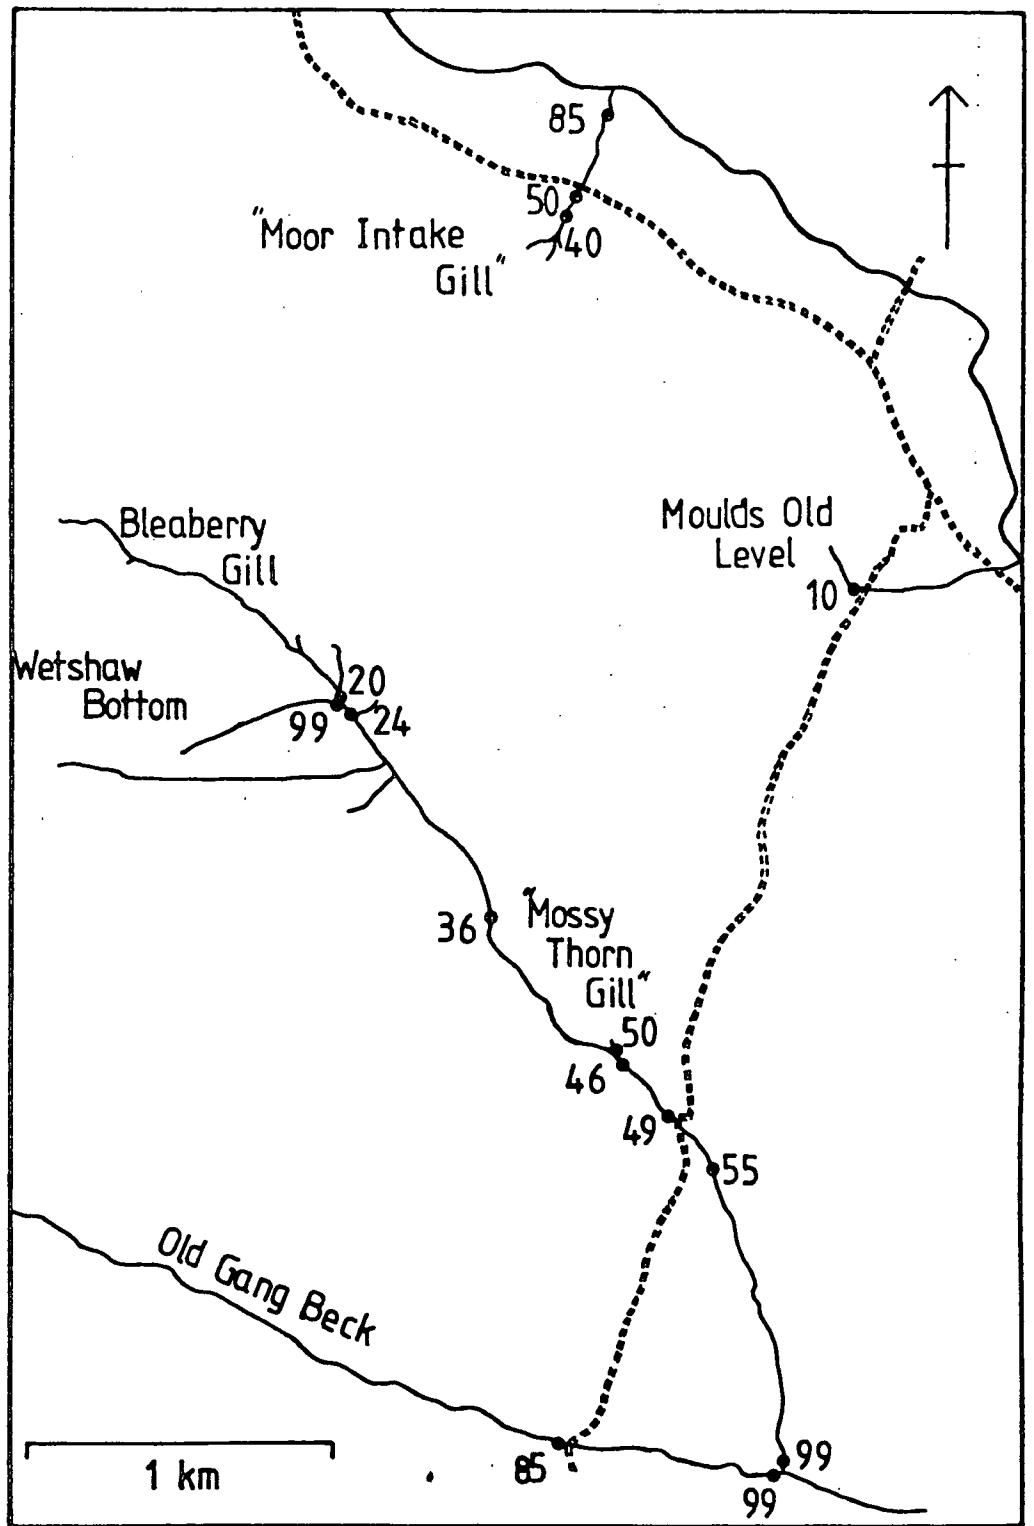 85
50
"Moor Intake
Gill"
40
Moulds Old
Level
10
Bleaberry
Gill
Wetshaw
Bottom
20
99
24
36
"Mossy
Thorn
Gill"
50
46
49
55
Old Gang Beck
1 km
85
99
99